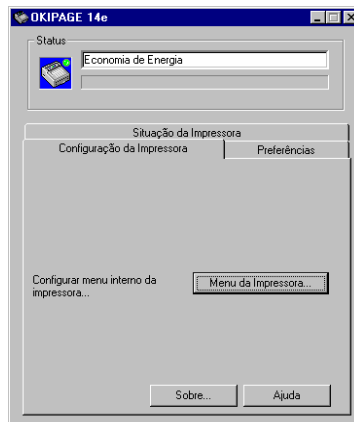 OKIPAGE 14e
Status
Economia de Energia
Situação da Impressora
Configuração da Impressora
Preferências
Configurar menu interno da
impressora...
Menu da Impressora...
Sobre...
Ajuda